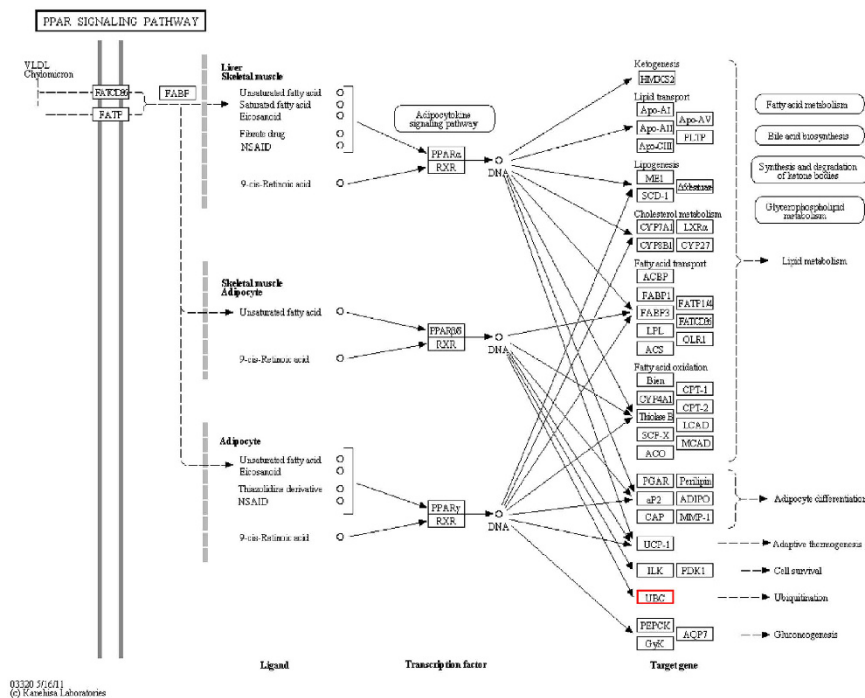 PPAR SIGNALING PATHWAY
VLDL
Chylomicron
FATCD36
FATP
FABP
Liver
Skeletal muscle
Unsaturated fatty acid
Saturated fatty acid
Eicosanoid
Fibrate drug
NSAID
9-cis-Retinoic acid
Adipocytokine
signaling pathway
PPARα
RXR
DNA
Skeletal muscle
Adipocyte
Unsaturated fatty acid
9-cis-Retinoic acid
PPARβδ
RXR
DNA
Adipocyte
Unsaturated fatty acid
Eicosanoid
Thiazolidine derivative
NSAID
9-cis-Retinoic acid
PPARγ
RXR
DNA
Ketogenesis
HMGCS2
Lipid transport
Apo-AI
Apo-AII
Apo-CIII
Apo-AV
PLTP
Lipogenesis
ME1
SCD-1
Cholesterol metabolism
CYP7A1 LXRα
CYP8B1 CYP27
Fatty acid transport
ACBP
FABP1
FABP3
LPL
ACS
FATP1/4
FATCD36
OLR1
Fatty acid oxidation
Bien
CYP4A1
Thiolase B
SCP-X
ACO
CPT-1
CPT-2
LCAD
MCAD
PGAR Perilipin
aP2 ADIPO
CAP MMP-1
UCP-1
ILK PDK1
UBC
PEPCK
GyK
AQP7
Fatty acid metabolism
Bile acid biosynthesis
Synthesis and degradation
of ketone bodies
Glycerophospholipid
metabolism
Lipid metabolism
Adipocyte differentiation
Adaptive thermogenesis
Cell survival
Ubiquitination
Gluconeogenesis
Ligand
Transcription factor
Target gene
03320 5/16/11
(c) Kanehisa Laboratories